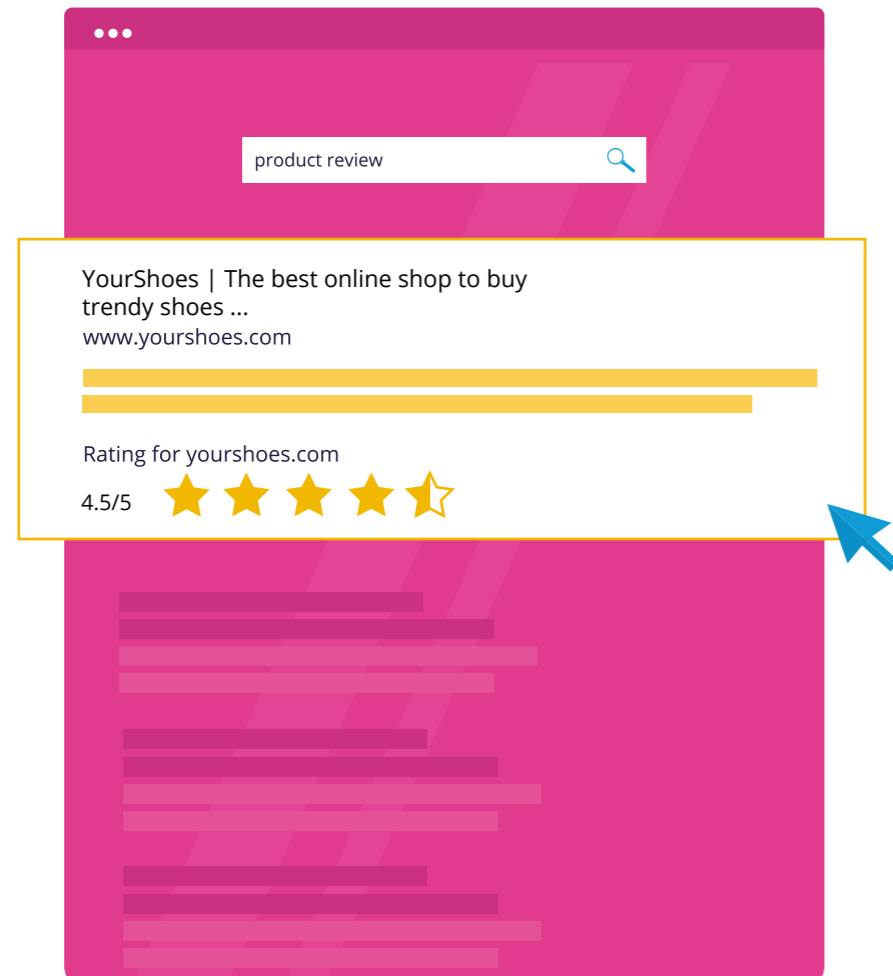 product review
YourShoes | The best online shop to buy
trendy shoes ...
www.yourshoes.com
Rating for yourshoes.com
4.5/5